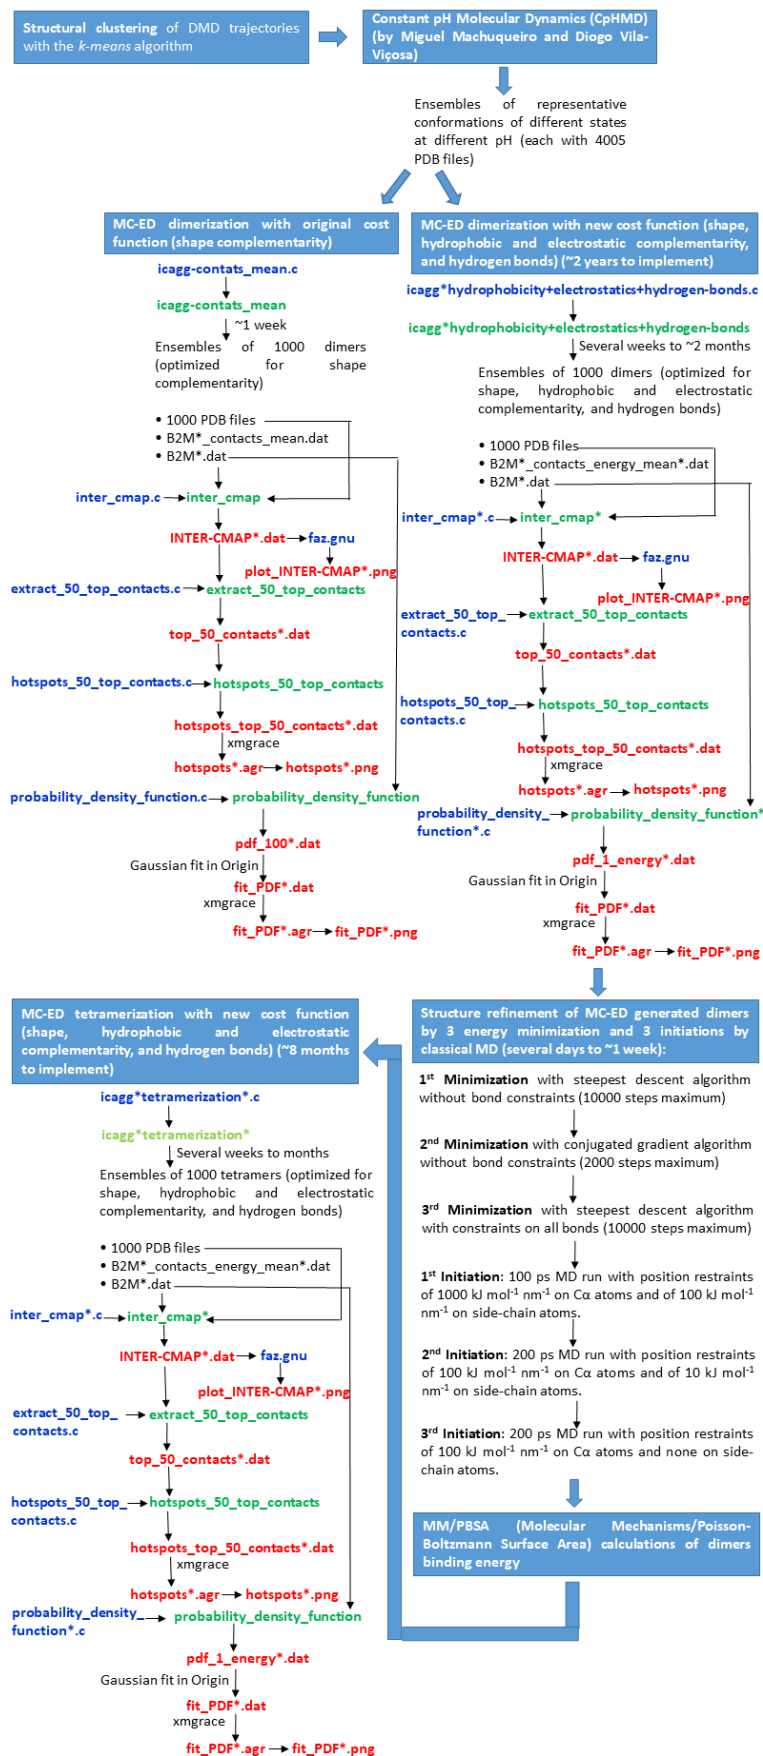 Structural clustering of DMD trajectories
with the k-means algorithm
Constant pH Molecular Dynamics (CpHMD)
(by Miguel Machuqueiro and Diogo Vila-
Viçosa)
Ensembles of representative
conformations of different states
at different pH (each with 4005
PDB files)
MC-ED dimerization with original cost
function (shape complementarity)
icagg-contats_mean.c
icagg-contats_mean
~1 week
Ensembles of 1000 dimers
(optimized for shape
complementarity)
• 1000 PDB files
• B2M*_contacts_mean.dat
• B2M*.dat
inter_cmap.c
inter_cmap
INTER-CMAP*.dat
faz.gnu
plot_INTER-CMAP*.png
extract_50_top_contacts.c
extract_50_top_contacts
top_50_contacts*.dat
hotspots_50_top_contacts.c
hotspots_50_top_contacts
hotspots_top_50_contacts*.dat
xmgrace
hotspots*.agr
hotspots*.png
probability_density_function.c
probability_density_function
pdf_100*.dat
Gaussian fit in Origin
fit_PDF*.dat
xmgrace
fit_PDF*.agr
fit_PDF*.png
MC-ED dimerization with new cost function (shape,
hydrophobic and electrostatic complementarity,
and hydrogen bonds) (~2 years to implement)
icagg*hydrophobicity+electrostatics+hydrogen-bonds.c
icagg*hydrophobicity+electrostatics+hydrogen-bonds
Several weeks to ~2 months
Ensembles of 1000 dimers (optimized for
shape, hydrophobic and electrostatic
complementarity, and hydrogen bonds)
• 1000 PDB files
• B2M*_contacts_energy_mean*.dat
• B2M*.dat
inter_cmap*.c
inter_cmap*
INTER-CMAP*.dat
faz.gnu
plot_INTER-CMAP*.png
extract_50_top_
contacts.c
extract_50_top_contacts
top_50_contacts*.dat
hotspots_50_top_
contacts.c
hotspots_50_top_contacts
hotspots_top_50_contacts*.dat
xmgrace
hotspots*.agr
hotspots*.png
probability_density_
function*.c
probability_density_function*
pdf_1_energy*.dat
Gaussian fit in Origin
fit_PDF*.dat
xmgrace
fit_PDF*.agr
fit_PDF*.png
Structure refinement of MC-ED generated dimers
by 3 energy minimization and 3 initiations by
classical MD (several days to ~1 week):
1st Minimization with steepest descent algorithm
without bond constraints (10000 steps maximum)
2nd Minimization with conjugated gradient algorithm
without bond constraints (2000 steps maximum)
3rd Minimization with steepest descent algorithm
with constraints on all bonds (10000 steps maximum)
1st Initiation: 100 ps MD run with position restraints
of 1000 kJ mol-1 nm-1 on Cα atoms and of 100 kJ mol-1
nm-1 on side-chain atoms.
2nd Initiation: 200 ps MD run with position restraints
of 100 kJ mol-1 nm-1 on Cα atoms and of 10 kJ mol-1
nm-1 on side-chain atoms.
3rd Initiation: 200 ps MD run with position restraints
of 100 kJ mol-1 nm-1 on Cα atoms and none on side-
chain atoms.
MM/PBSA (Molecular Mechanisms/Poisson-
Boltzmann Surface Area) calculations of dimers
binding energy
MC-ED tetramerization with new cost function
(shape, hydrophobic and electrostatic
complementarity, and hydrogen bonds) (~8 months
to implement)
icagg*tetramerization*.c
icagg*tetramerization*
Several weeks to months
Ensembles of 1000 tetramers (optimized for
shape, hydrophobic and electrostatic
complementarity, and hydrogen bonds)
• 1000 PDB files
• B2M*_contacts_energy_mean*.dat
• B2M*.dat
inter_cmap*.c
inter_cmap*
INTER-CMAP*.dat
faz.gnu
plot_INTER-CMAP*.png
extract_50_top_
contacts.c
extract_50_top_contacts
top_50_contacts*.dat
hotspots_50_top_
contacts.c
hotspots_50_top_contacts
hotspots_top_50_contacts*.dat
xmgrace
hotspots*.agr
hotspots*.png
probability_density_
function*.c
probability_density_function
pdf_1_energy*.dat
Gaussian fit in Origin
fit_PDF*.dat
xmgrace
fit_PDF*.agr
fit_PDF*.png